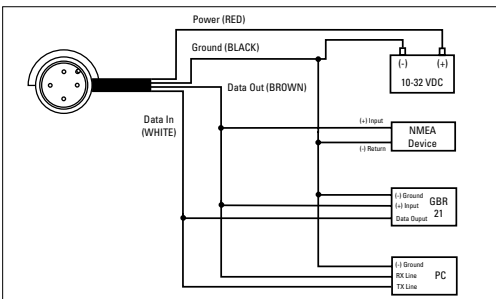 Power (RED)
Ground (BLACK)
(-) (+)
10-32 VDC
Data Out (BROWN)
Data In
(WHITE)
(+) Input
(-) Return
NMEA
Device
(-) Ground
(+) Input
Data Ouput
GBR
21
(-) Ground
RX Line
TX Line
PC